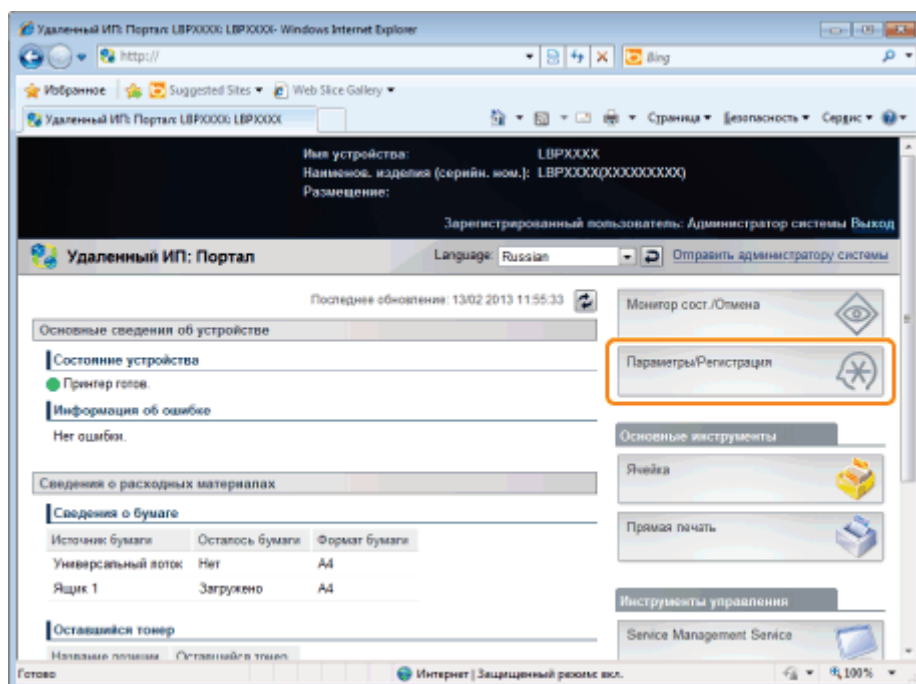 Удаленный ИП: Портал: LBPXXXX: LBPXXXX- Windows Internet Explorer
http://
Bing
Избранное Suggested Sites Web Slice Gallery
Удаленный ИП: Портал: LBPXXXX: LBPXXXX Страница Безопасность Сервис
Имя устройства: LBPXXXX
Наименов. изделия (серийн. ном.): LBPXXXX(XXXXXXXXX)
Размещение:
Зарегистрированный пользователь: Администратор системы Выход
Удаленный ИП: Портал Language: Russian Отправить администратору системы
Последнее обновление: 13/02 2013 11:55:33
Монитор сост./Отмена
Основные сведения об устройстве
Состояние устройства
Параметры/Регистрация
Принтер готов.
Информация об ошибке
Нет ошибки.
Основные инструменты
Ячейка
Сведения о расходных материалах
Сведения о бумаге
Прямая печать
Источник бумаги Осталось бумаги Формат бумаги
Универсальный лоток Нет A4
Ящик 1 Загружено A4
Инструменты управления
Оставшийся тонер
Service Management Service
Название позиции Оставшийся тонер
Готово Интернет | Защищенный режим: вкл. 100%